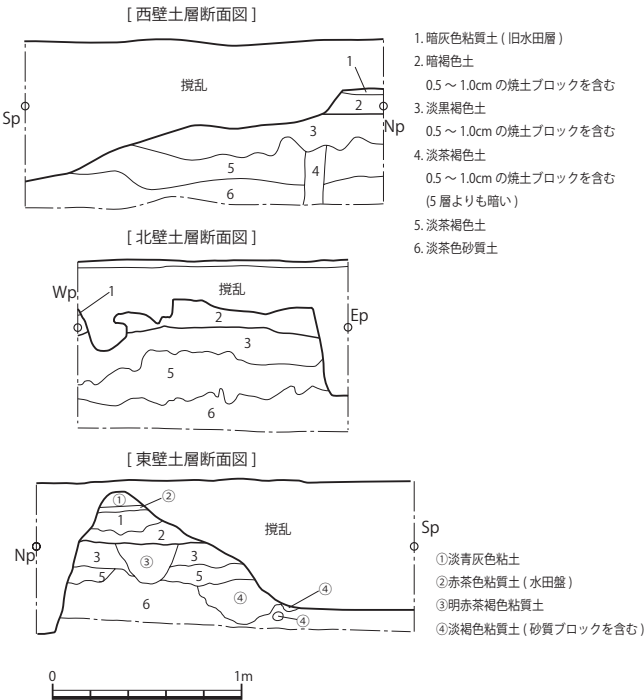 [ 西壁土層断面図 ]
撹乱
1
2
3
4
5
6
Sp
Np
1. 暗灰色粘質土 ( 旧水田層 )
2. 暗褐色土
0.5 ～ 1.0cm の焼土ブロックを含む
3. 淡黒褐色土
0.5 ～ 1.0cm の焼土ブロックを含む
4. 淡茶褐色土
0.5 ～ 1.0cm の焼土ブロックを含む
(5 層よりも暗い )
5. 淡茶褐色土
6. 淡茶色砂質土
[ 北壁土層断面図 ]
Wp
1
撹乱
Ep
2
3
5
6
[ 東壁土層断面図 ]
①
②
1
2
撹乱
Sp
Np
3
③
3
5
5
6
④
④
④
①淡青灰色粘土
②赤茶色粘質土 ( 水田盤 )
③明赤茶褐色粘質土
④淡褐色粘質土 ( 砂質ブロックを含む )
0
1m